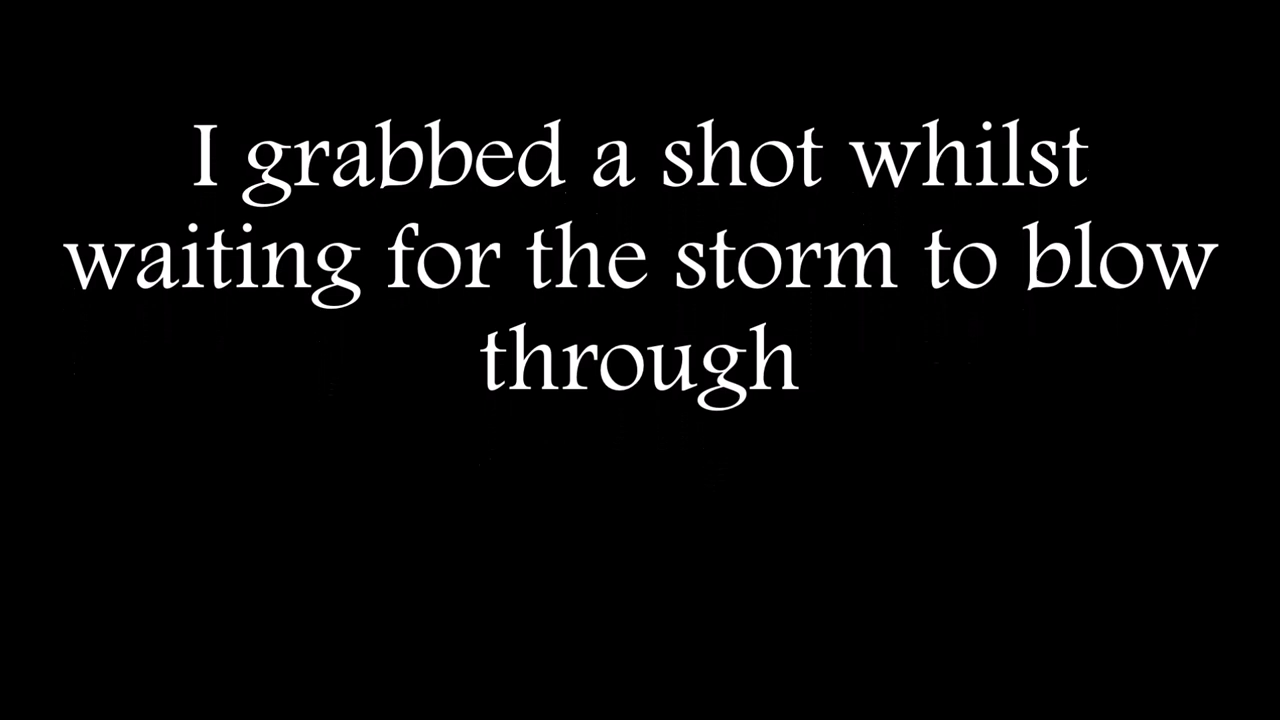 I grabbed a shot whilst
waiting for the storm to blow
through